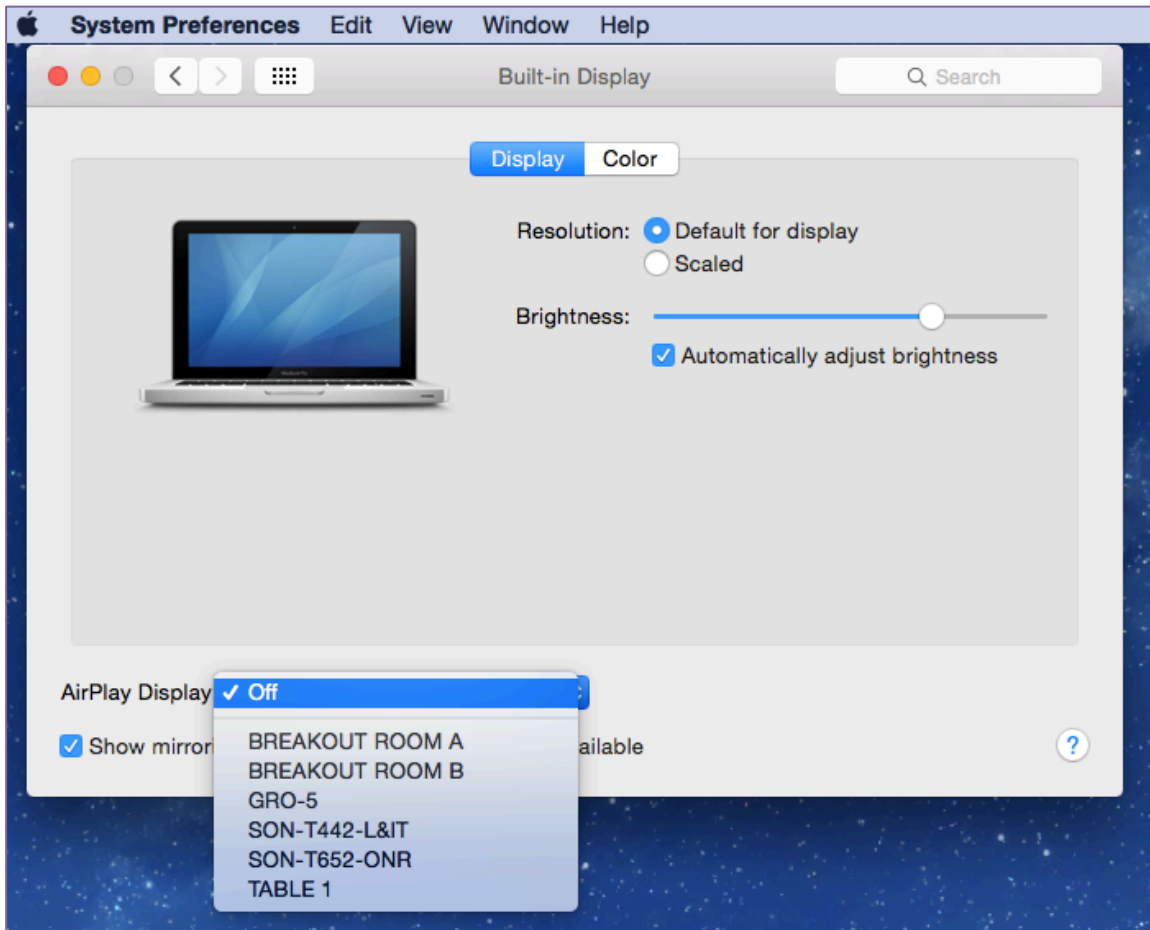 System Preferences Edit View Window Help
Built-in Display
Search
Display Color
Resolution: Default for display
Scaled
Brightness:
Automatically adjust brightness
AirPlay Display
Off
Show mirrori ailable
?
BREAKOUT ROOM A
BREAKOUT ROOM B
GRO-5
SON-T442-L&IT
SON-T652-ONR
TABLE 1